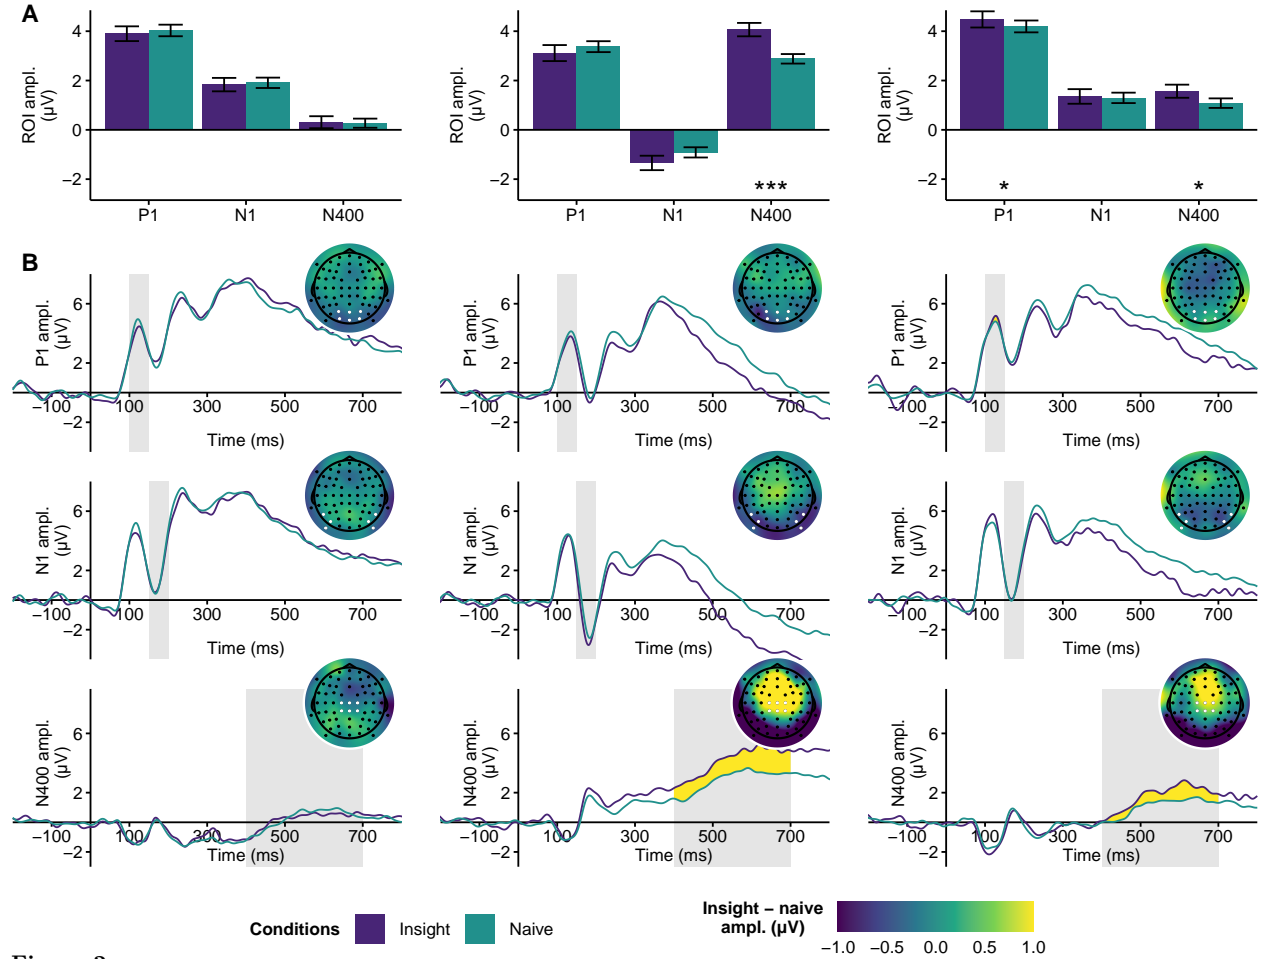 A
ROI ampl. (µV)
4
2
0
−2
P1 N1 N400
ROI ampl. (µV)
4
2
0
−2
***
P1 N1 N400
ROI ampl. (µV)
4
2
0
−2
* *
P1 N1 N400
B
P1 ampl. (µV)
6
2
−2
−100 100 300 500 700
Time (ms)
P1 ampl. (µV)
6
2
−2
−100 100 300 500 700
Time (ms)
P1 ampl. (µV)
6
2
−2
−100 100 300 500 700
Time (ms)
N1 ampl. (µV)
6
2
−2
−100 100 300 500 700
Time (ms)
N1 ampl. (µV)
6
2
−2
−100 100 300 500 700
Time (ms)
N1 ampl. (µV)
6
2
−2
−100 100 300 500 700
Time (ms)
N400 ampl. (µV)
6
2
−2
−100 100 300 500 700
Time (ms)
N400 ampl. (µV)
6
2
−2
−100 100 300 500 700
Time (ms)
N400 ampl. (µV)
6
2
−2
−100 100 300 500 700
Time (ms)
Conditions Insight Naive
Insight − naive
ampl. (µV)
−1.0 −0.5 0.0 0.5 1.0